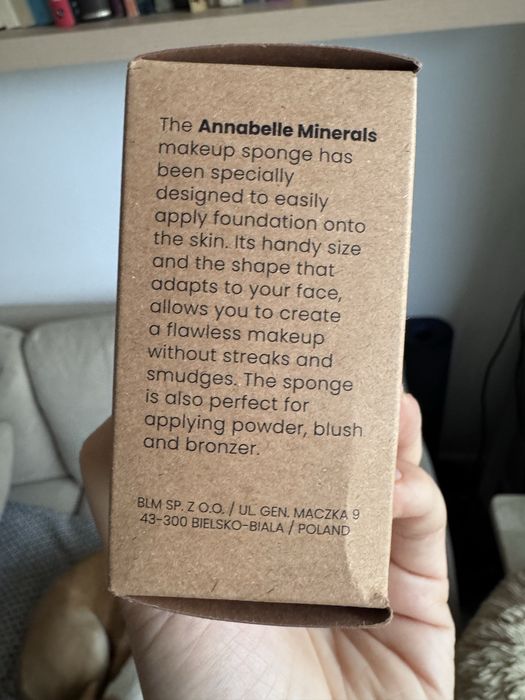 The Annabelle Minerals
makeup sponge has
been specially
designed to easily
apply foundation onto
the skin. Its handy size
and the shape that
adapts to your face,
allows you to create
a flawless makeup
without streaks and
smudges. The sponge
is also perfect for
applying powder, blush
and bronzer.
BLM SP. Z O.O. / UL. GEN. MACZKA 9
43-300 BIELSKO-BIALA / POLAND